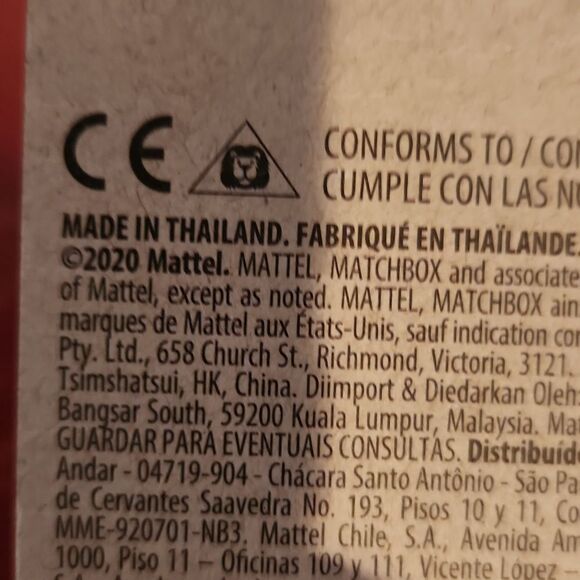 CE
CONFORMS TO /
CUMPLE CON LAS
MADE IN THAILAND. FABRIQUÉ EN THAÏLANDE.
©2020 Mattel. MATTEL, MATCHBOX and associate
of Mattel, except as noted. MATTEL, MATCHBOX ain
marques de Mattel aux États-Unis, sauf indication con
Pty. Ltd., 658 Church St., Richmond, Victoria, 3121.
Tsimshatsui, HK, China. Diimport & Diedarkan Oleh:
Bangsar South, 59200 Kuala Lumpur, Malaysia. Mat
GUARDAR PARA EVENTUAIS CONSULTAS. Distribuído
Andar - 04719-904 - Chácara Santo Antônio - São Pa
de Cervantes Saavedra No. 193, Pisos 10 y 11, Co
MME-920701-NB3. Mattel Chile, S.A., Avenida Am
1000, Piso 11 – Oficinas 109 y 111, Vicente López –